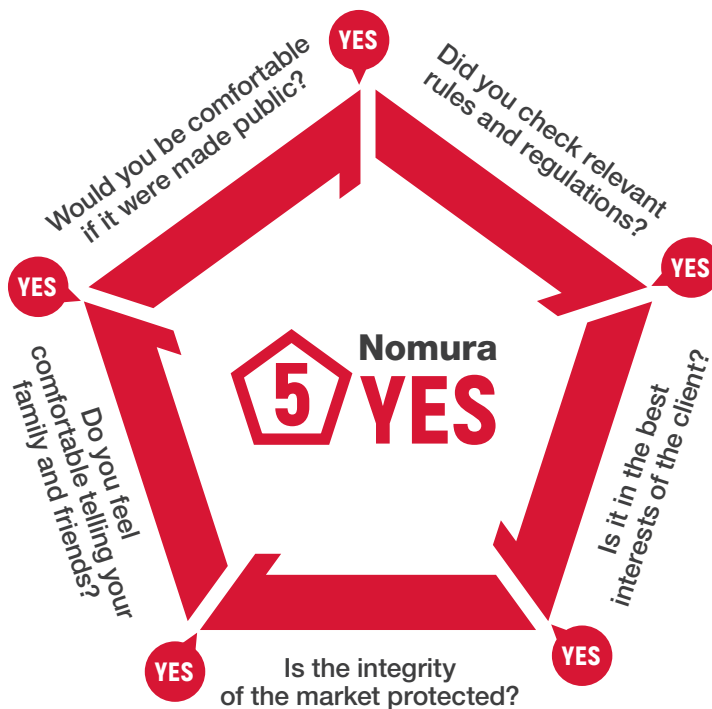 YES
Did you check relevant
rules and regulations?
YES
Is it in the best
interests of the client?
YES
Is the integrity
of the market protected?
YES
Do you feel
comfortable telling your
family and friends?
YES
Would you be comfortable
if it were made public?
5
Nomura
YES